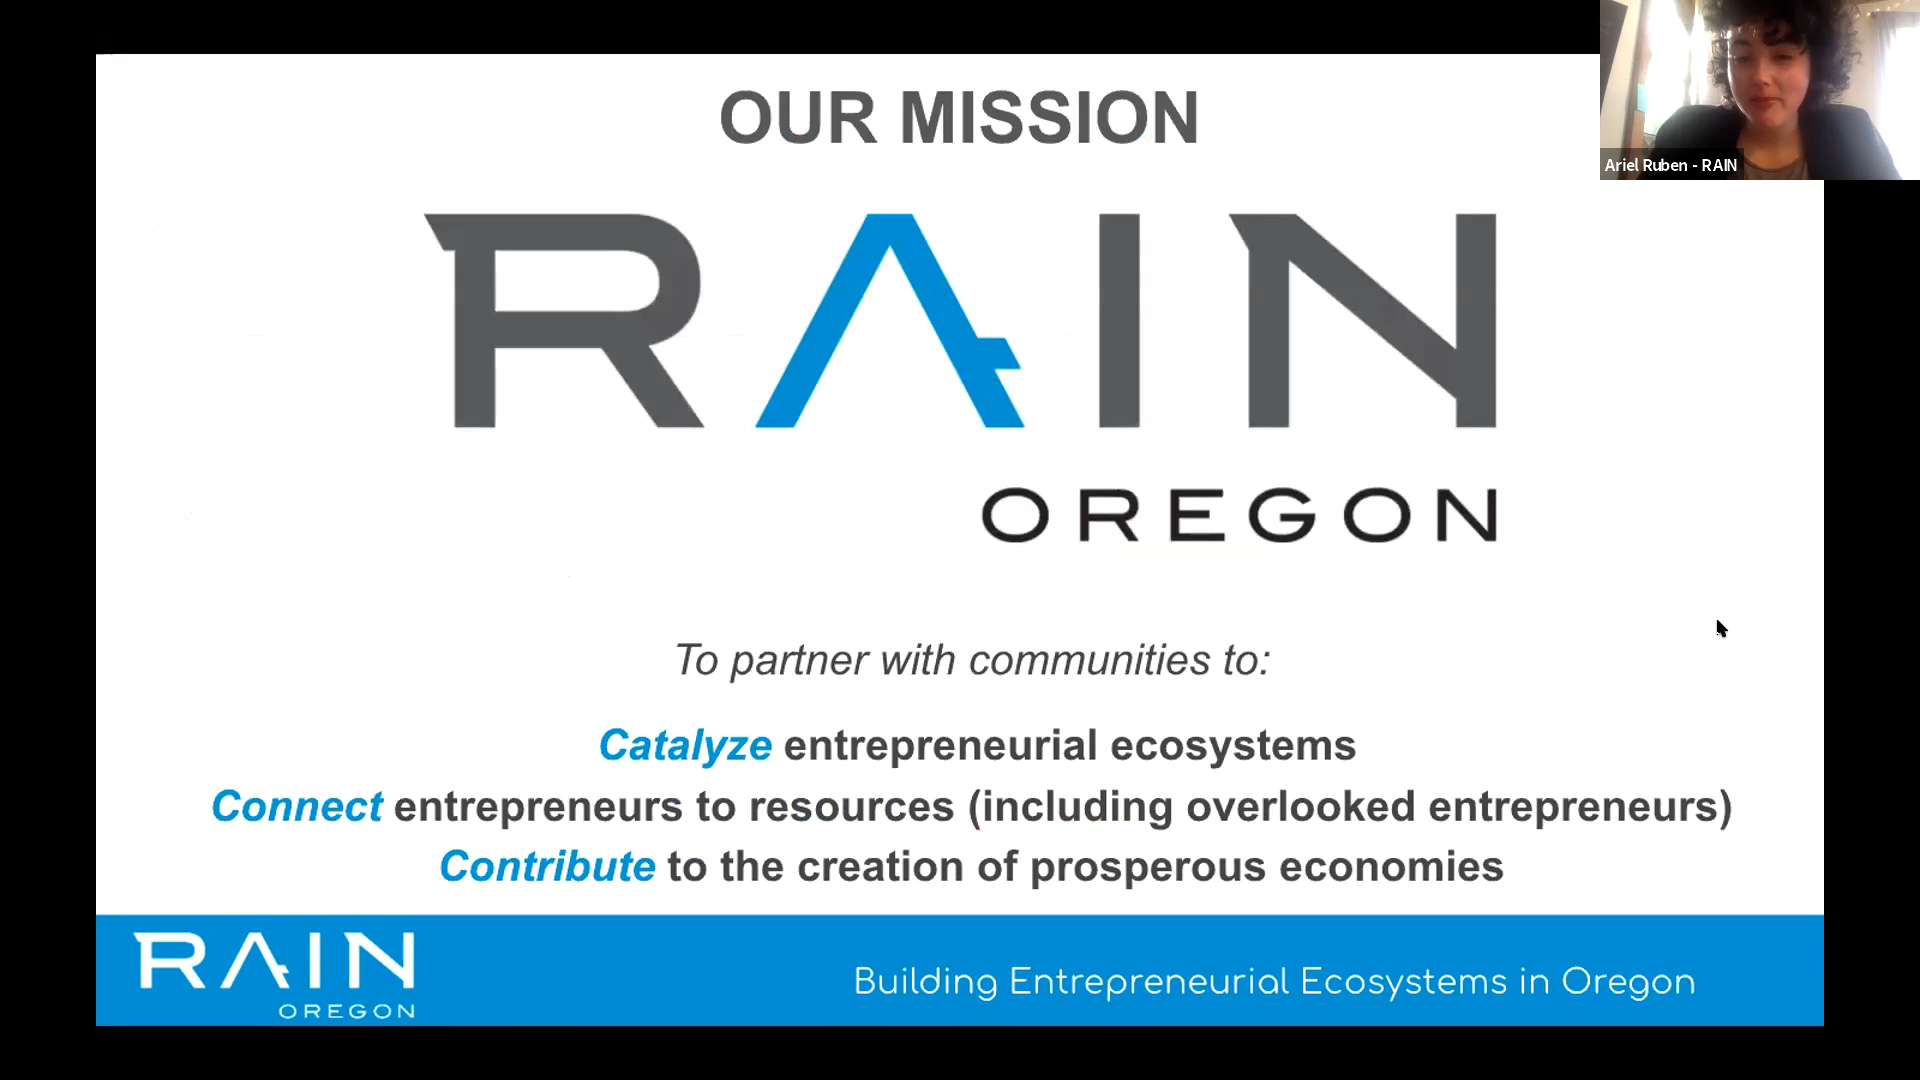 OUR MISSION
Ariel Ruben - RAIN
RAIN
OREGON
To partner with communities to:
Catalyze entrepreneurial ecosystems
Connect entrepreneurs to resources (including overlooked entrepreneurs)
Contribute to the creation of prosperous economies
RAIN
OREGON
Building Entrepreneurial Ecosystems in Oregon